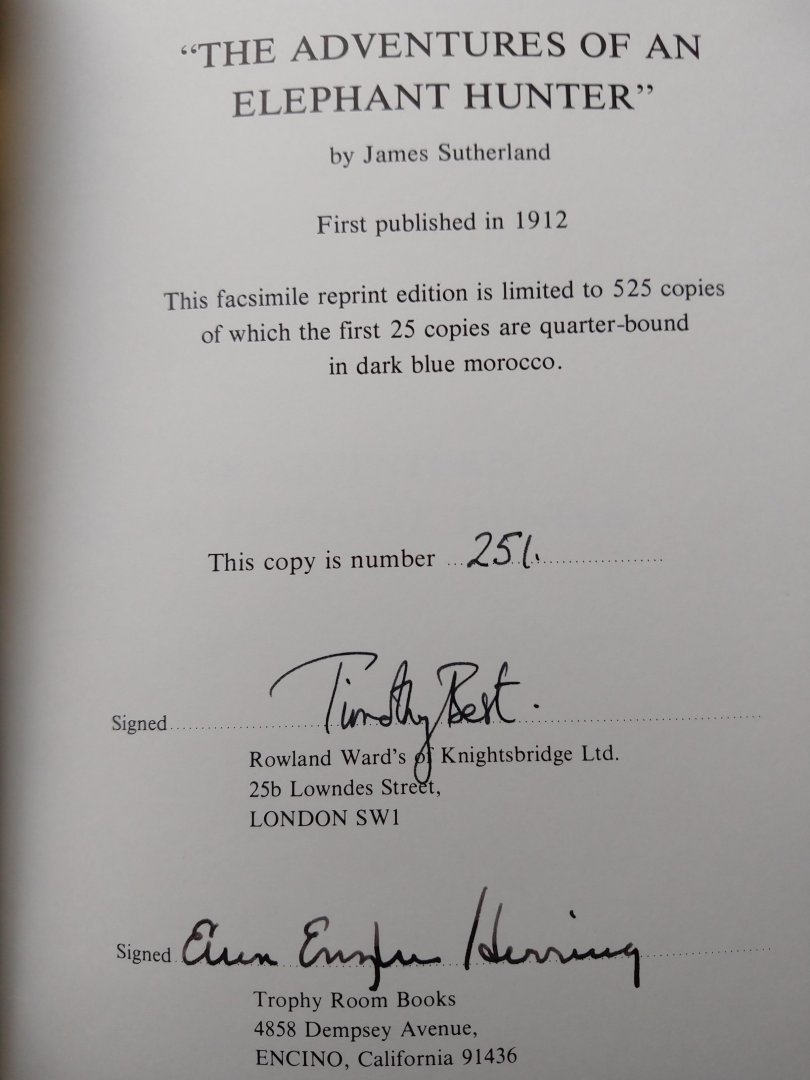 “THE ADVENTURES OF AN
ELEPHANT HUNTER”
by James Sutherland
First published in 1912
This facsimile reprint edition is limited to 525 copies
of which the first 25 copies are quarter-bound
in dark blue morocco.
This copy is number 251.
Signed Timothy Best.
Rowland Ward's of Knightsbridge Ltd.
25b Lowndes Street,
LONDON SW1
Signed Herring
Trophy Room Books
4858 Dempsey Avenue,
ENCINO, California 91436